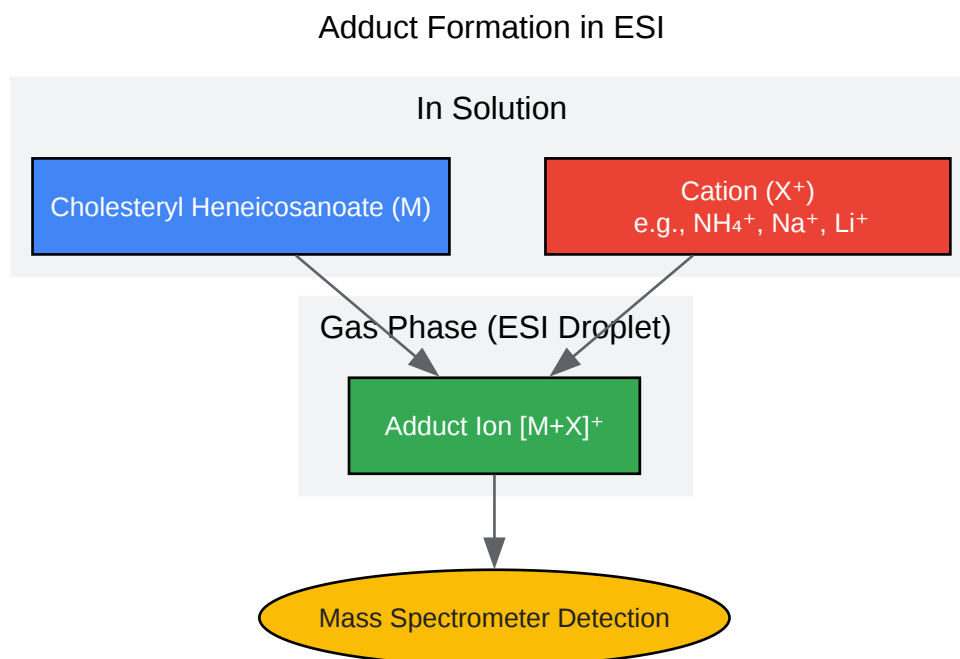 Adduct Formation in ESI
In Solution
Cholesteryl Heneicosanoate (M)
Cation (X⁺)
e.g., NH₄⁺, Na⁺, Li⁺
Gas Phase (ESI Droplet)
Adduct Ion [M+X]⁺
Mass Spectrometer Detection